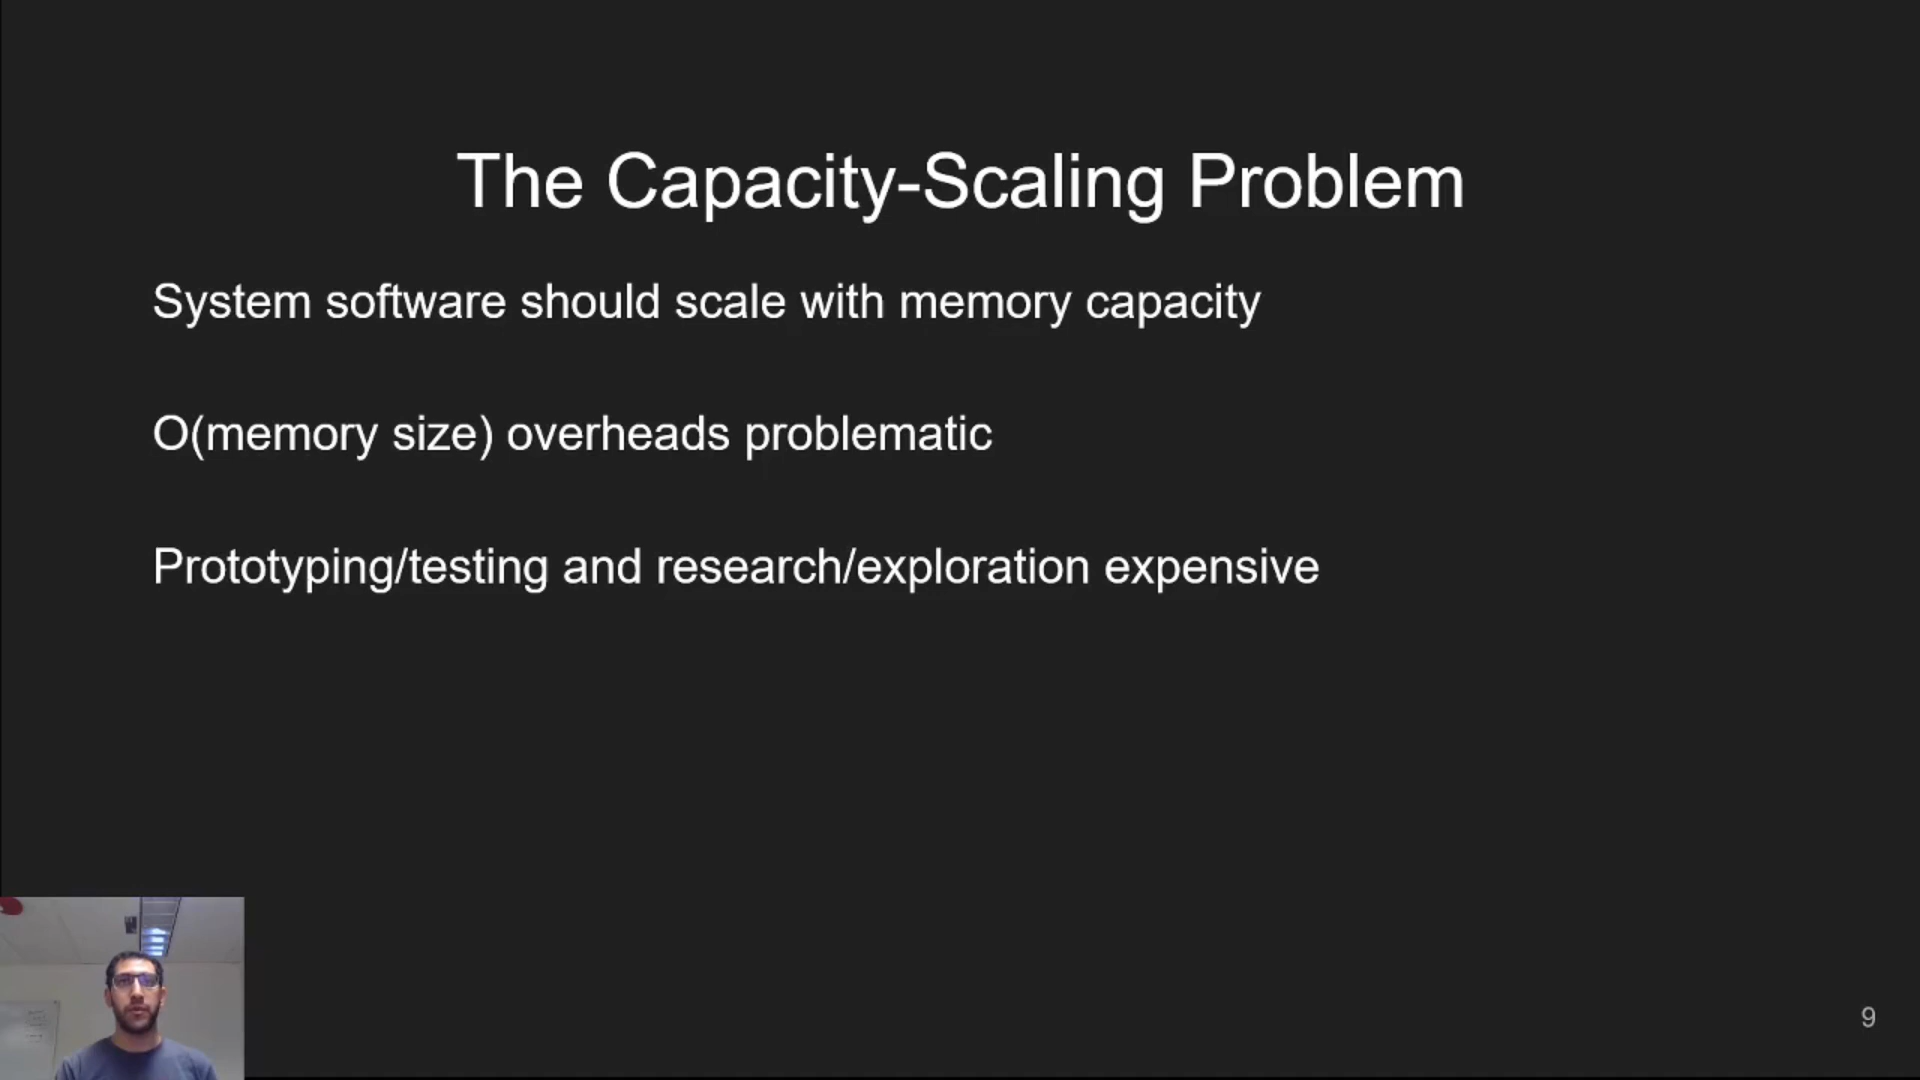 The Capacity-Scaling Problem
System software should scale with memory capacity
O(memory size) overheads problematic
Prototyping/testing and research/exploration expensive
9